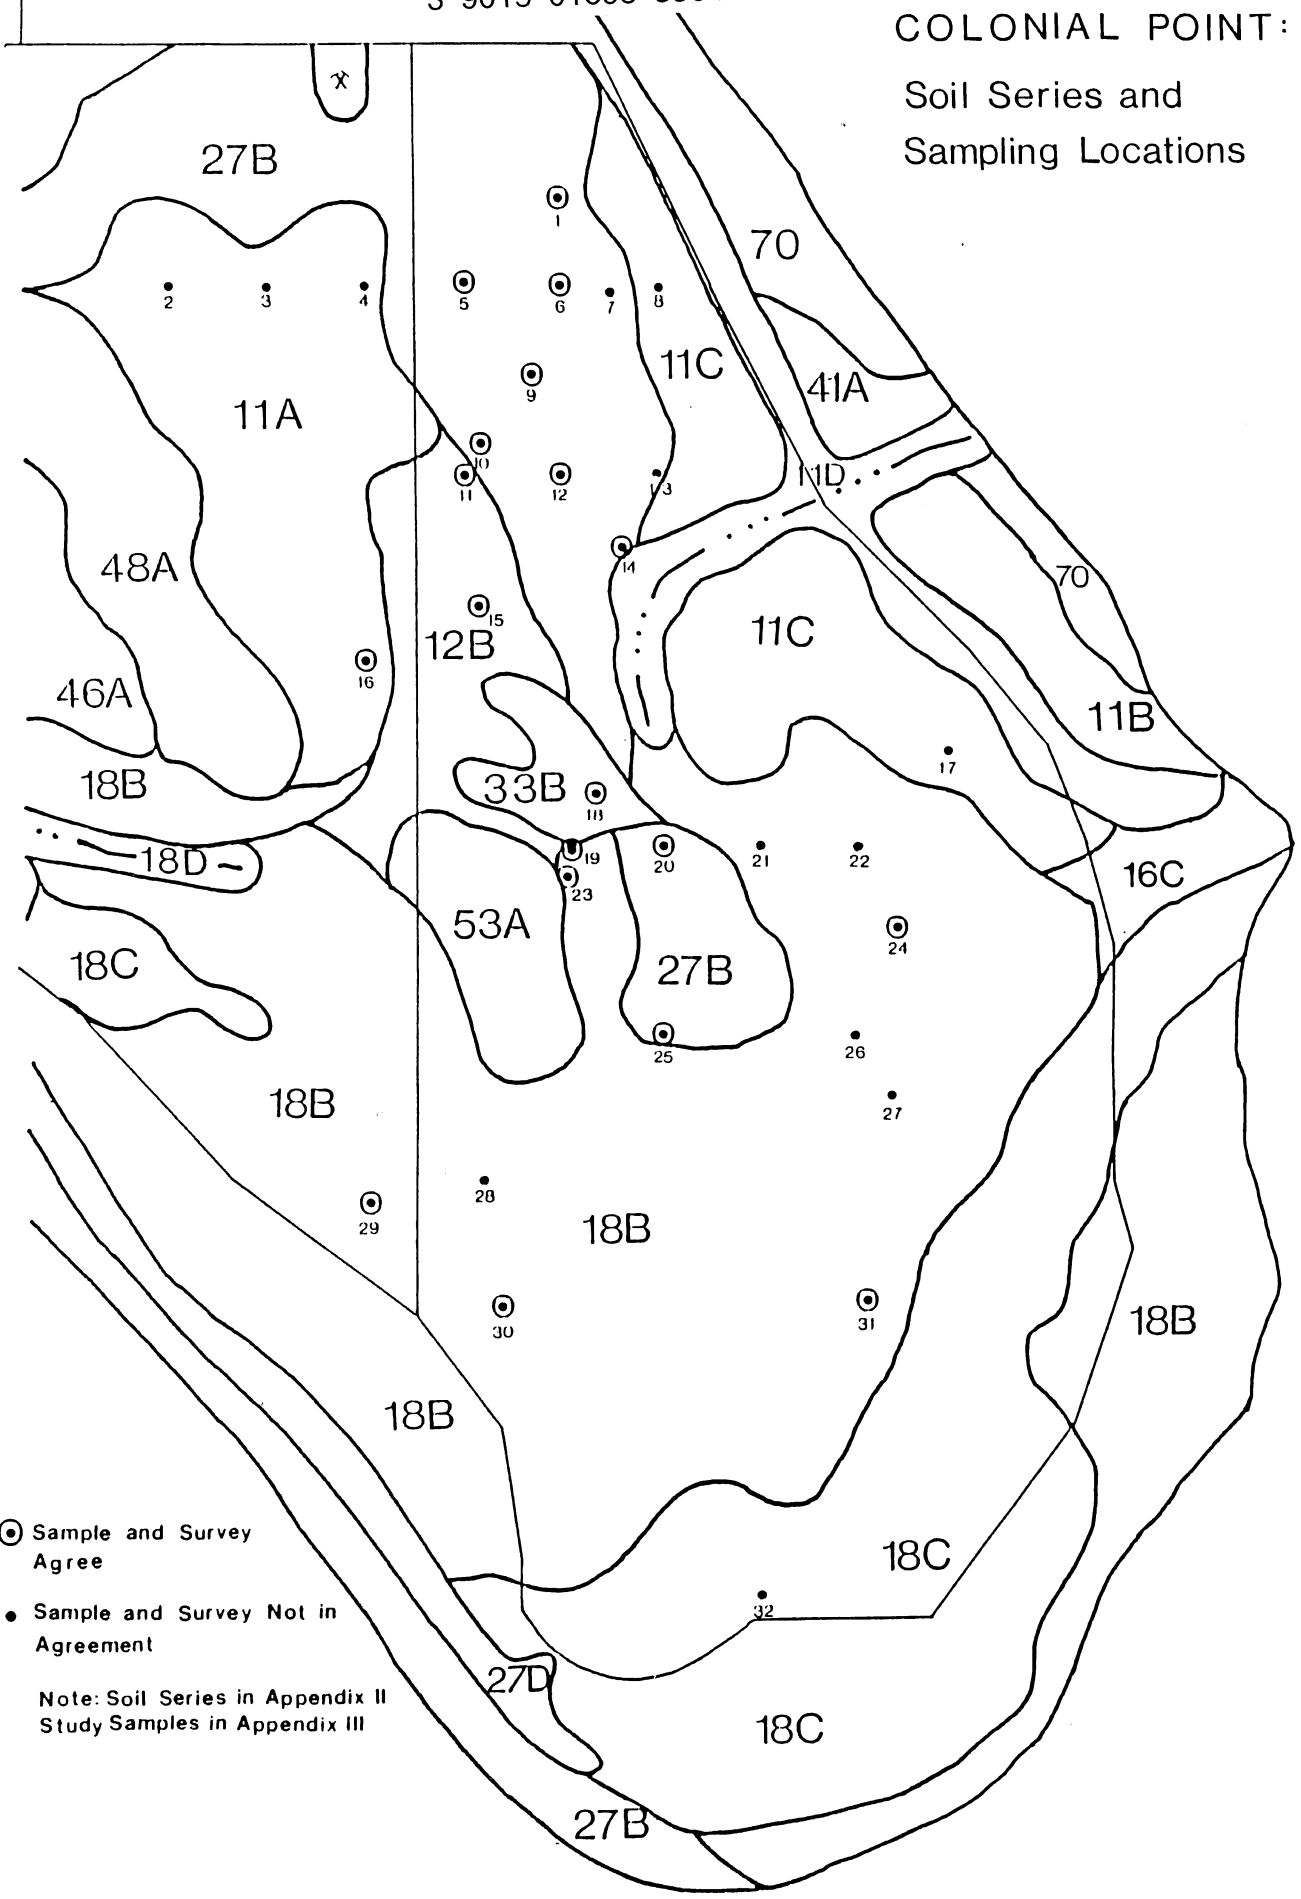 COLONIAL POINT:
Soil Series and
Sampling Locations
27B
1
70
2
3
4
5
6
7
8
11C
41A
9
11A
10
11
12
13
11D
14
48A
70
15
12B
11C
16
46A
11B
17
18B
33B
18
18D
19
20
21
22
23
16C
53A
24
18C
27B
25
26
27
18B
28
29
18B
30
31
18B
18B
Sample and Survey
Agree
18C
Sample and Survey Not in
Agreement
32
27D
Note: Soil Series in Appendix II
Study Samples in Appendix III
18C
27B